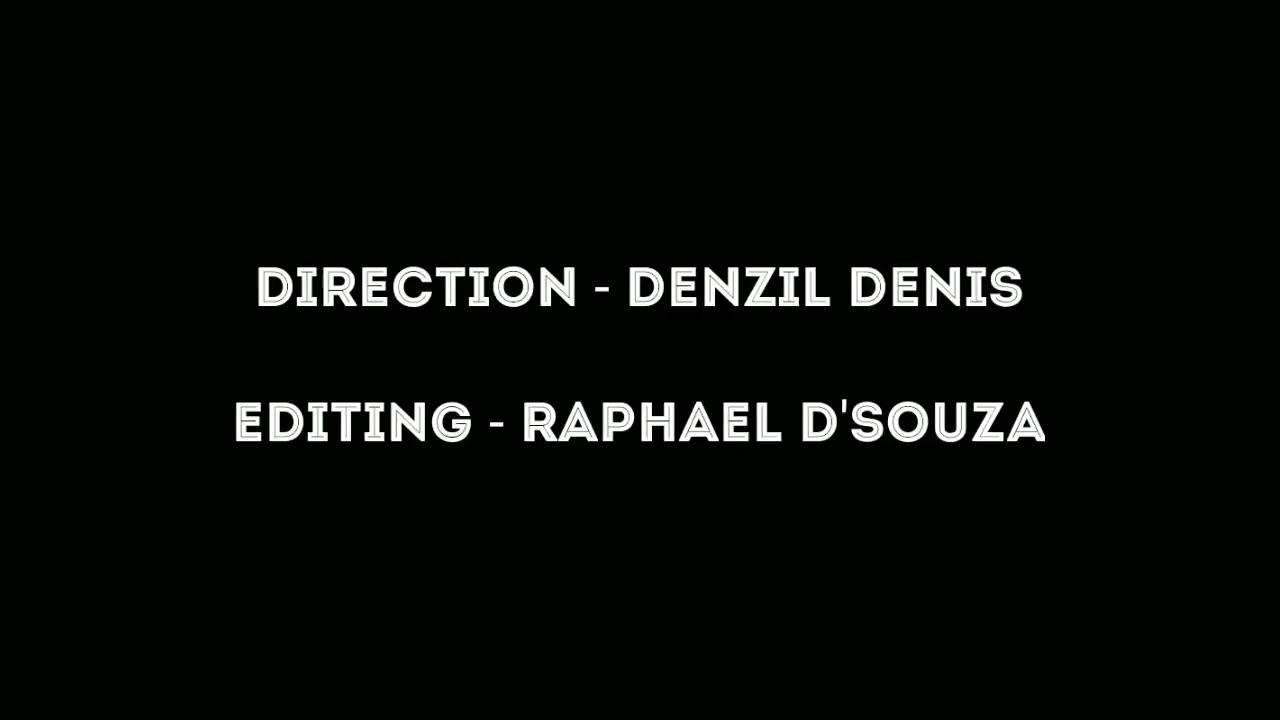 DIRECTION - DENZIL DENIS
EDITING - RAPHAEL D'SOUZA